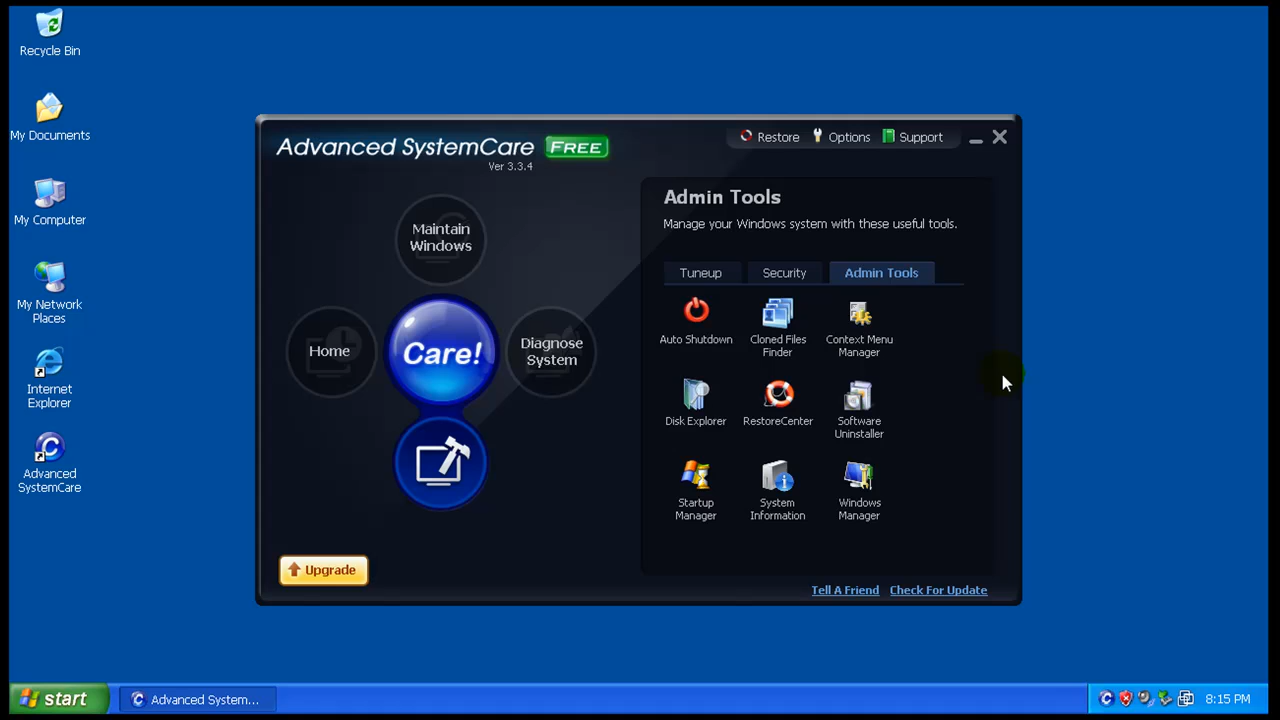 Recycle Bin
My Documents
My Computer
My Network
Places
Internet
Explorer
Advanced
SystemCare
Advanced SystemCare FREE
Ver 3.3.4
Restore
Options
Support
Maintain
Windows
Home
Care!
Diagnose
System
Upgrade
Admin Tools
Manage your Windows system with these useful tools.
Tuneup
Security
Admin Tools
Auto Shutdown
Cloned Files
Finder
Context Menu
Manager
Disk Explorer
RestoreCenter
Software
Uninstaller
Startup
Manager
System
Information
Windows
Manager
Tell A Friend
Check For Update
start
Advanced System...
8:15 PM